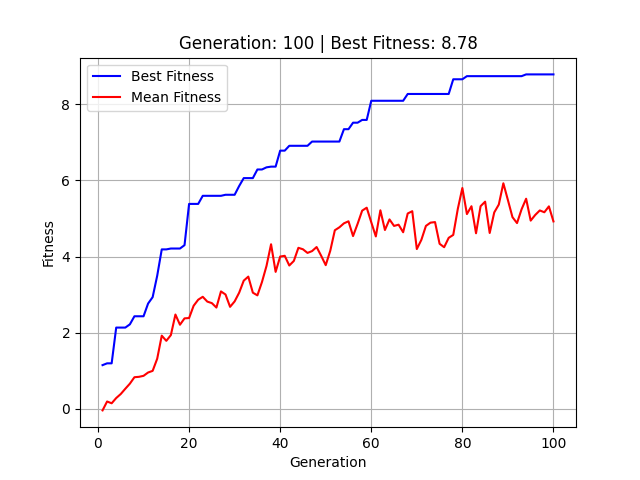 Generation: 100 | Best Fitness: 8.78
Best Fitness
Mean Fitness
8
6
4
2
0
Fitness
0 20 40 60 80 100
Generation